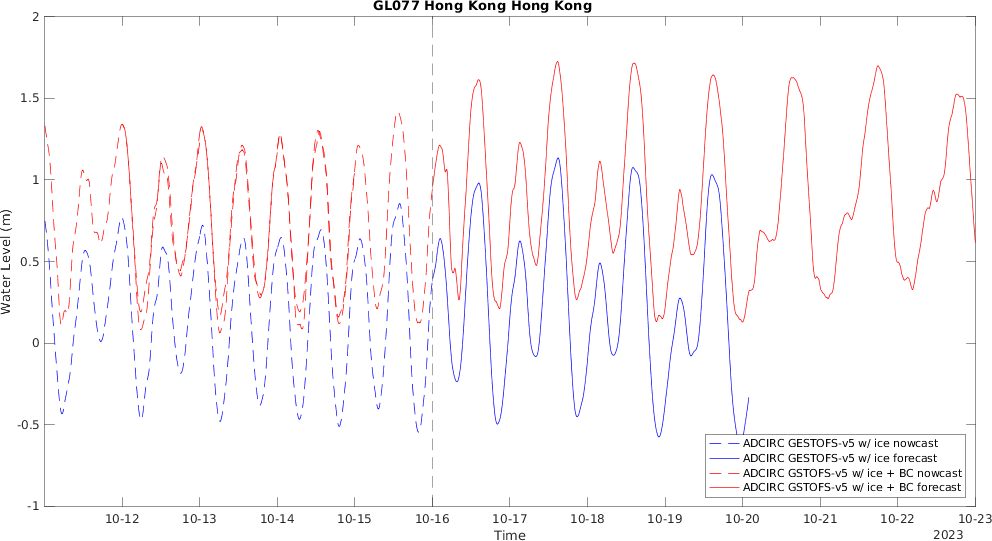 GL077 Hong Kong Hong Kong
2
1.5
1
0.5
0
-0.5
-1
Water Level (m)
10-12 10-13 10-14 10-15 10-16 10-17 10-18 10-19 10-20 10-21 10-22 10-23
Time
2023
ADCIRC GESTOFS-v5 w/ ice nowcast
ADCIRC GESTOFS-v5 w/ ice forecast
ADCIRC GSTOFS-v5 w/ ice + BC nowcast
ADCIRC GSTOFS-v5 w/ ice + BC forecast